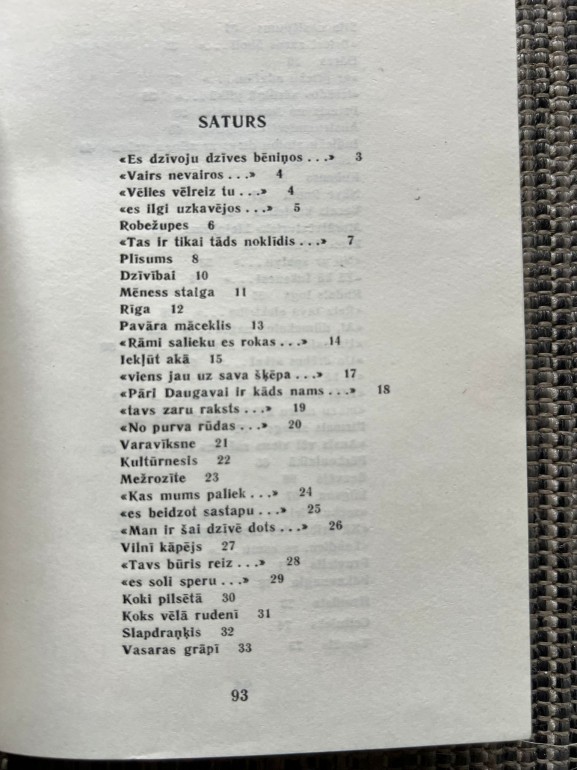 SATURS
«Es dzīvoju dzīves bēniņos . . .» 3
«Vairs nevairos . . .» 4
«Vēlies vēlreiz tu . . .» 4
«es ilgi uzkavējos . . .» 5
Robežupes 6
«Tas ir tikai tāds noklīdis . . .» 7
Plīsums 8
Dzīvībai 10
Mēness staiga 11
Rīga 12
Pavāra māceklis 13
«Rāmi salieku es rokas . . .» 14
Iekļūt akā 15
«viens jau uz sava šķēpa . . .» 17
«Pāri Daugavai ir kāds nams . . .» 18
«tavs zaru raksts . . .» 19
«No purva rūdas . . .» 20
Varavīksne 21
Kultūrnesis 22
Mežrozīte 23
«Kas mums paliek . . .» 24
«es beidzot sastapu . . .» 25
«Man ir šai dzīvē dots . . .» 26
Vilnī kāpējs 27
«Tavs būris reiz . . .» 28
«es soli speru . . .» 29
Koki pilsētā 30
Koks vēlā rudenī 31
Slapdraņķis 32
Vasaras grāpī 33
93